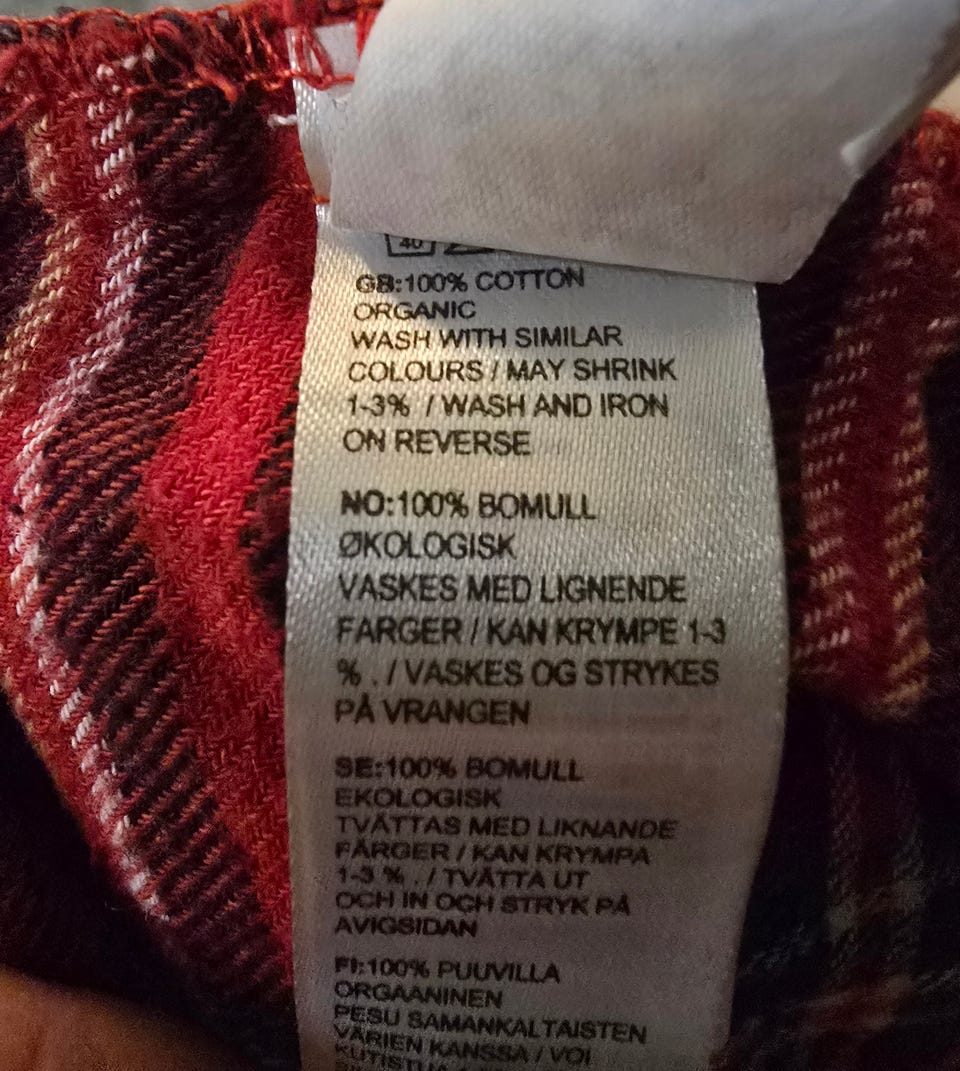 40
GB:100% COTTON
ORGANIC
WASH WITH SIMILAR
COLOURS / MAY SHRINK
1-3% / WASH AND IRON
ON REVERSE
NO:100% BOMULL
ØKOLOGISK
VASKES MED LIGNENDE
FARGER / KAN KRYMPE 1-3
% . / VASKES OG STRYKES
PÅ VRANGEN
SE:100% BOMULL
EKOLOGISK
TVÄTTAS MED LIKNANDE
FÄRGER / KAN KRYMPA
1-3 % . / TVÄTTA UT
OCH IN OCH STRYK PÅ
AVIGSIDAN
FI:100% PUUVILLA
ORGAANINEN
PESU SAMANKALTAISTEN
VÄRIEN KANSSA / VOI